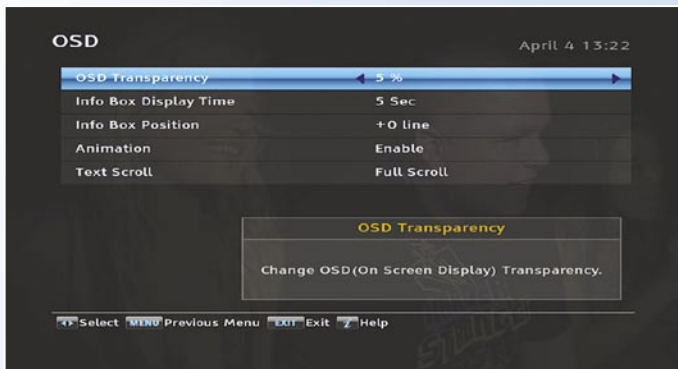 OSD
April 4 13:22
OSD Transparency 5 %
Info Box Display Time 5 Sec
Info Box Position +0 line
Animation Enable
Text Scroll Full Scroll
OSD Transparency
Change OSD(On Screen Display) Transparency.
Select MENU Previous Menu EXIT Exit i Help